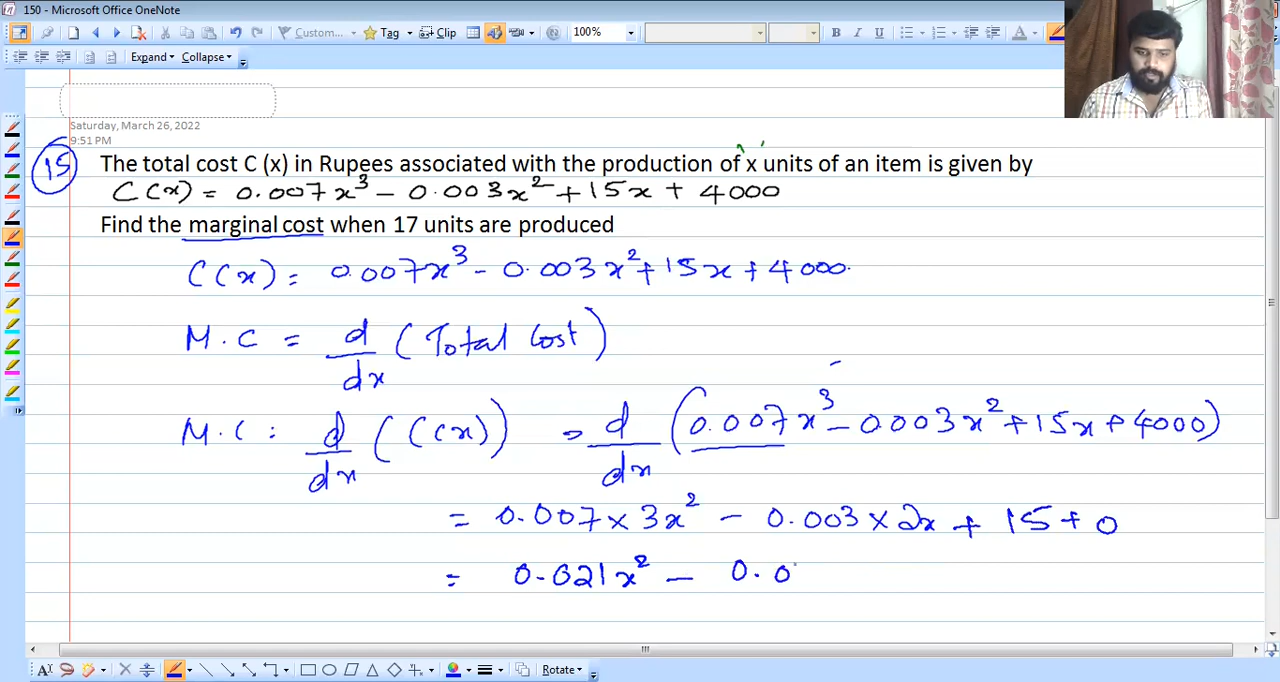 150 - Microsoft Office OneNote
Custom... Tag Clip 100% B I U A
Expand Collapse
Saturday, March 26, 2022
9:51 PM
15 The total cost C (x) in Rupees associated with the production of x units of an item is given by
C(x) = 0.007x³ - 0.003x² + 15x + 4000
Find the marginal cost when 17 units are produced
C(x) = 0.007x³ - 0.003x² + 15x + 4000.
M.C = d/dx (Total Cost)
M.C = d/dx (C(x)) = d/dx (0.007x³ - 0.003x² + 15x + 4000)
= 0.007 × 3x² - 0.003 × 2x + 15 + 0
= 0.021x² - 0.0
Rotate